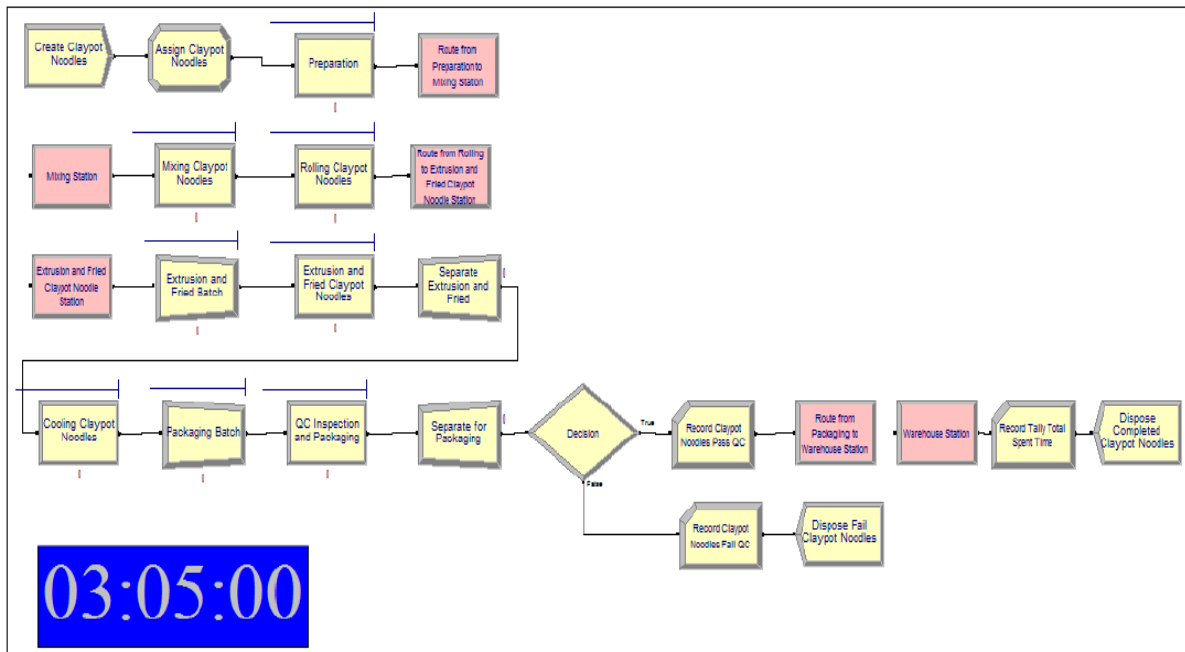 Create Claypot
Noodles
Assign Claypot
Noodles
Preparation
Route from
Preparation to
Mixing Station
Mixing Station
Mixing Claypot
Noodles
Rolling Claypot
Noodles
Route from Rolling
to Extrusion and
Fried Claypot
Noodle Station
Extrusion and Fried
Claypot Noodle
Station
Extrusion and
Fried Batch
Extrusion and
Fried Claypot
Noodles
Separate
Extrusion and
Fried
Cooling Claypot
Noodles
Packaging Batch
QC Inspection
and Packaging
Separate for
Packaging
Decision
True
False
Record Claypot
Noodles Pass QC
Route from
Packaging to
Warehouse Station
Warehouse Station
Record Tally Total
Spent Time
Dispose
Completed
Claypot Noodles
Record Claypot
Noodles Fail QC
Dispose Fail
Claypot Noodles
03:05:00